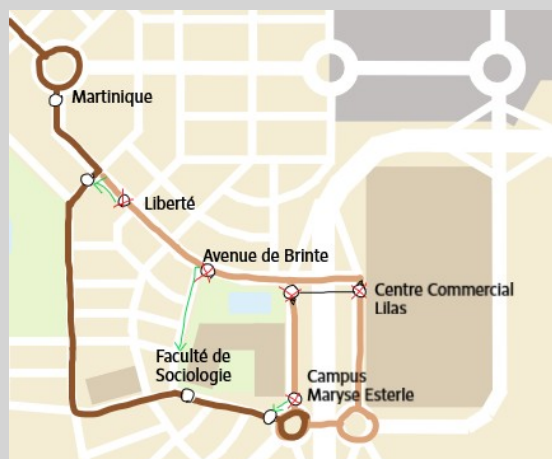 Martinique
Liberté
Avenue de Brinte
Centre Commercial
Lilas
Faculté de
Sociologie
Campus
Maryse Esterle